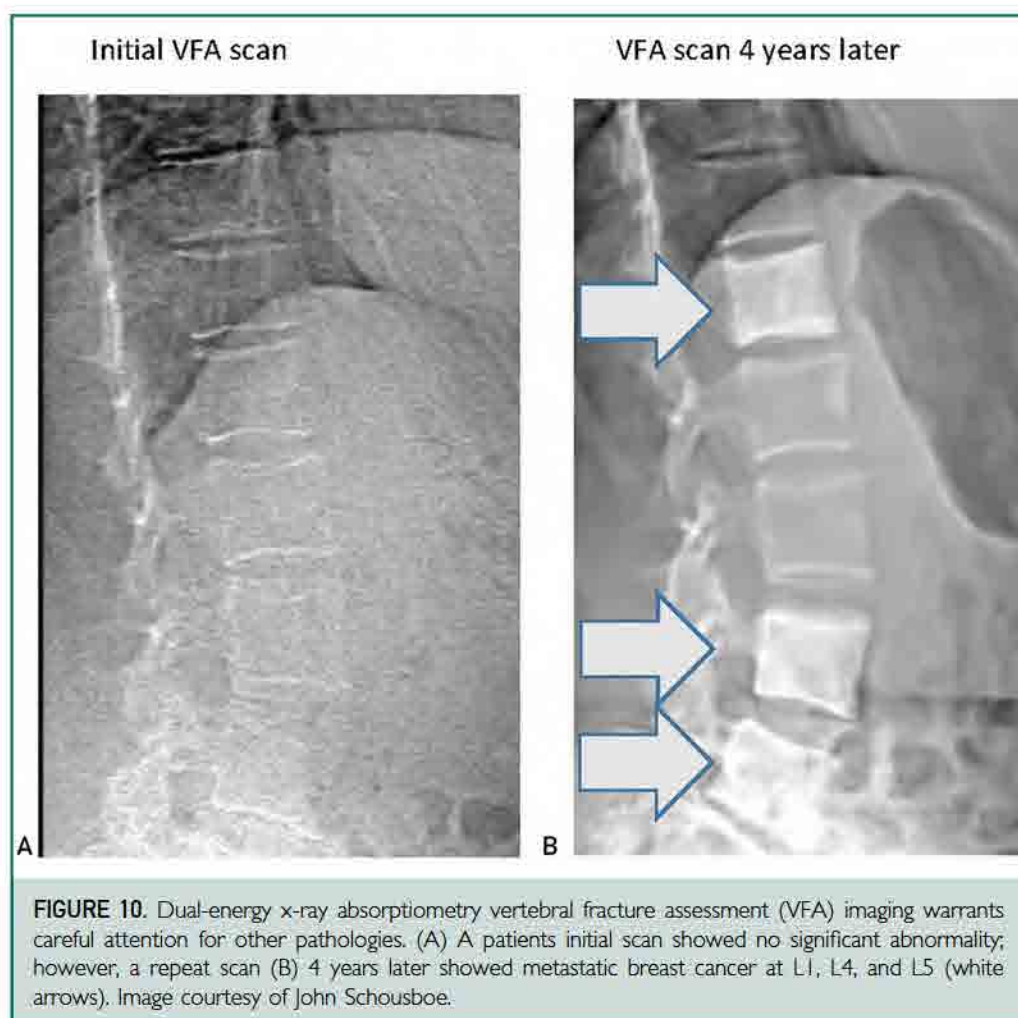 Initial VFA scan
VFA scan 4 years later
A
B
FIGURE 10. Dual-energy x-ray absorptiometry vertebral fracture assessment (VFA) imaging warrants
careful attention for other pathologies. (A) A patients initial scan showed no significant abnormality;
however, a repeat scan (B) 4 years later showed metastatic breast cancer at L1, L4, and L5 (white
arrows). Image courtesy of John Schousboe.